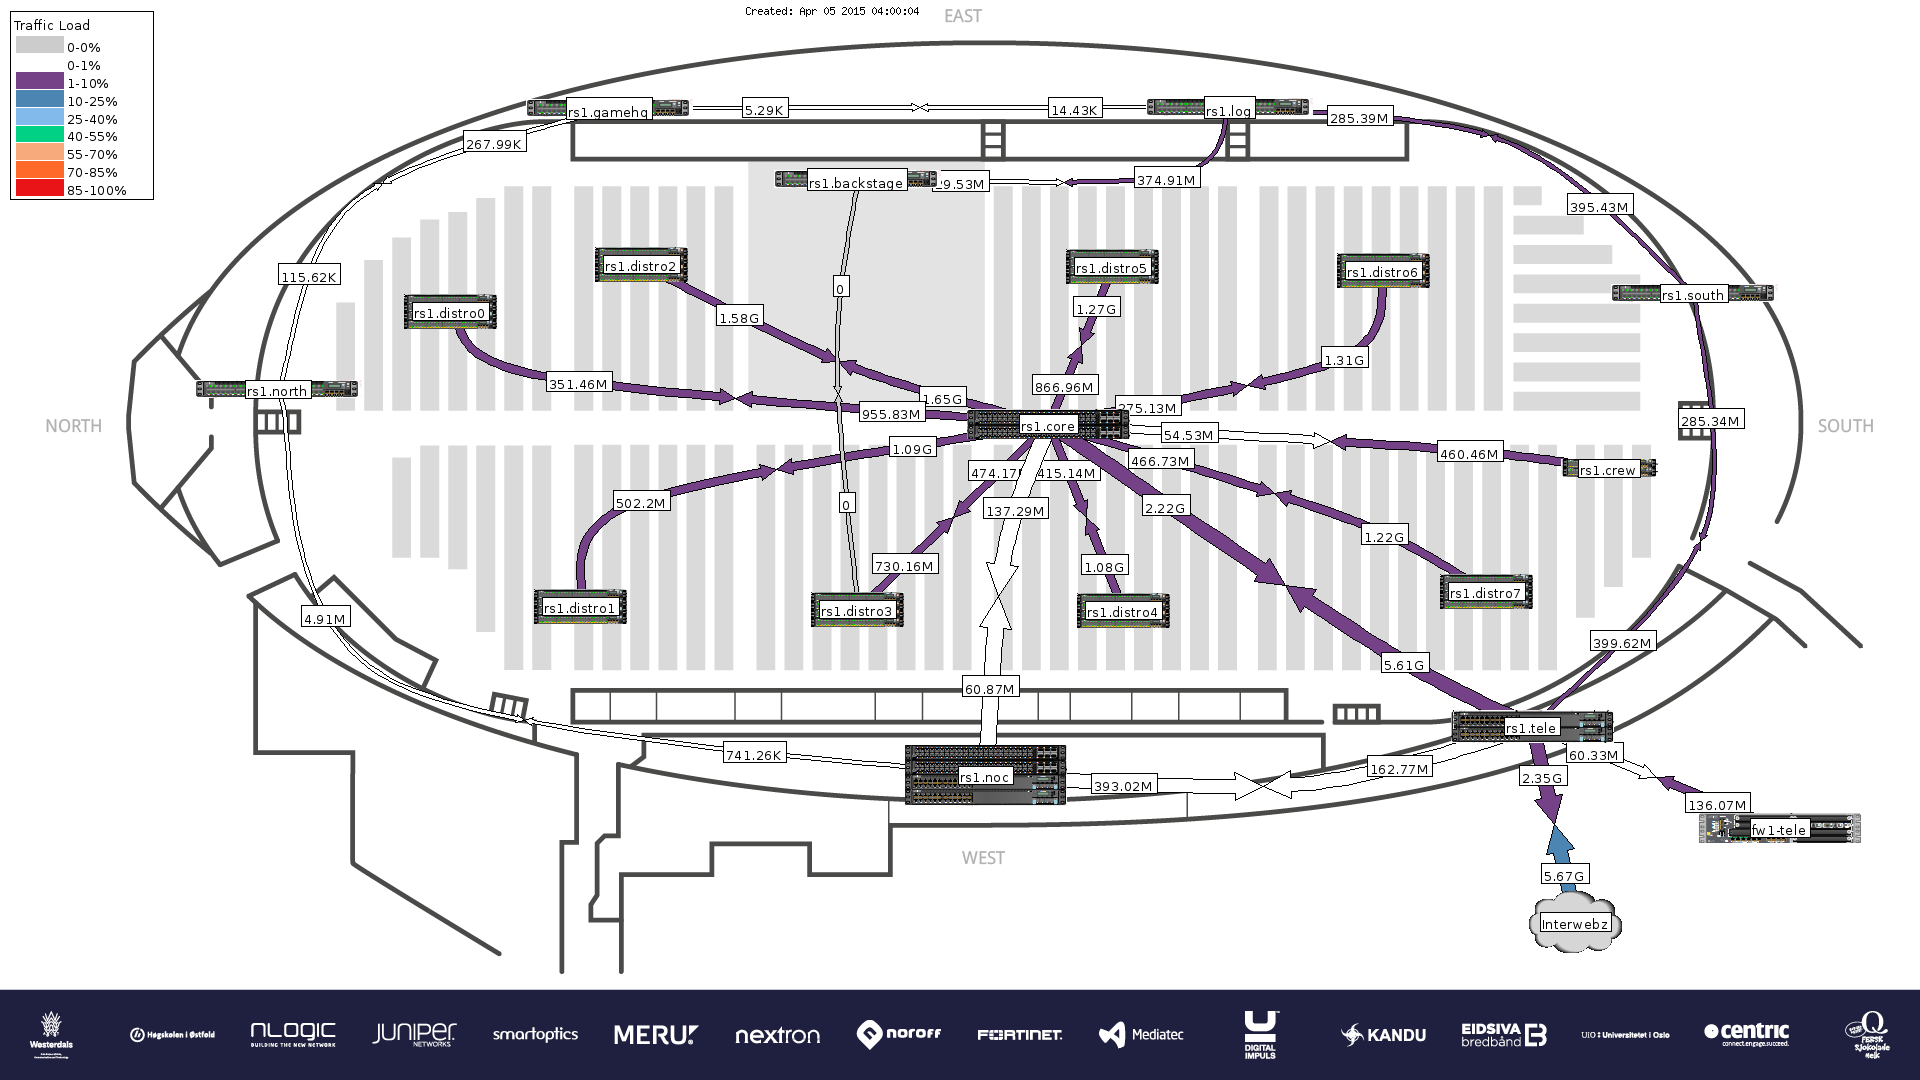 Created: Apr 05 2015 04:00:04
EAST
Traffic Load
0-0%
0-1%
1-10%
10-25%
25-40%
40-55%
55-70%
70-85%
85-100%
rs1.gamehq
5.29K
14.43K
rs1.log
285.39M
267.99K
rs1.backstage
9.53M
374.91M
395.43M
115.62K
rs1.distro2
rs1.distro5
rs1.distro6
0
rs1.south
rs1.distro0
1.58G
1.27G
1.31G
351.46M
866.96M
rs1.north
1.65G
275.13M
955.83M
285.34M
NORTH
rs1.core
SOUTH
54.53M
1.09G
460.46M
466.73M
474.17
415.14M
rs1.crew
502.2M
0
137.29M
2.22G
1.22G
730.16M
1.08G
rs1.distro7
rs1.distro1
rs1.distro3
rs1.distro4
4.91M
399.62M
5.61G
60.87M
rs1.tele
741.26K
60.33M
rs1.noc
393.02M
162.77M
2.35G
136.07M
fw1-tele
WEST
5.67G
Interwebz
Westerdals
Høgskolen i Østfold
nLOGIC
BUILDING THE NEW NETWORK
JUNIPER
NETWORKS
smartoptics
MERU
nextron
noroff
FORTINET
Mediatec
DIGITAL
IMPULS
KANDU
EIDSIVA
bredbånd
UiO Universitetet i Oslo
centric
connect.engage.succeed.
FERSK
SJOKOLADE
MELK